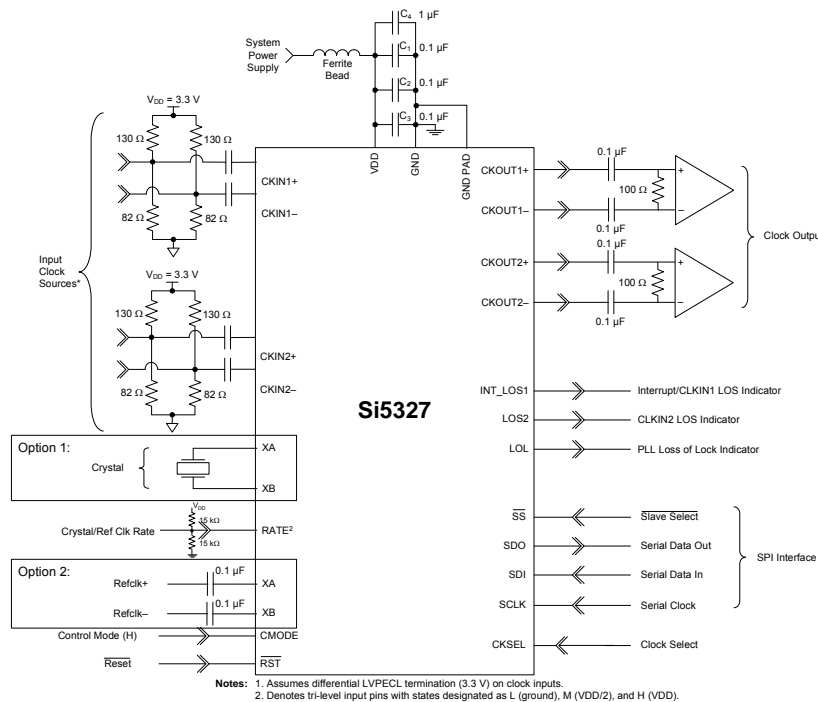 C4 1 µF
System
Power
Supply
Ferrite
Bead
C1 0.1 µF
C2 0.1 µF
C3 0.1 µF
VDD = 3.3 V
130 Ω
130 Ω
82 Ω
82 Ω
CKIN1+
CKIN1–
VDD
GND
GND PAD
Input
Clock
Sources*
VDD = 3.3 V
130 Ω
130 Ω
82 Ω
82 Ω
CKIN2+
CKIN2–
Si5327
CKOUT1+
0.1 µF
100 Ω
+
–
CKOUT1–
0.1 µF
CKOUT2+
0.1 µF
100 Ω
+
–
CKOUT2–
0.1 µF
Clock Outpu
INT_LOS1
Interrupt/CLKIN1 LOS Indicator
LOS2
CLKIN2 LOS Indicator
LOL
PLL Loss of Lock Indicator
Option 1:
Crystal
XA
XB
Crystal/Ref Clk Rate
VDD
15 kΩ
15 kΩ
RATE2
Option 2:
Refclk+
0.1 µF
XA
Refclk–
0.1 µF
XB
Control Mode (H)
CMODE
Reset
RST
SS
Slave Select
SDO
Serial Data Out
SDI
Serial Data In
SCLK
Serial Clock
SPI Interface
CKSEL
Clock Select
Notes: 1. Assumes differential LVPECL termination (3.3 V) on clock inputs.
2. Denotes tri-level input pins with states designated as L (ground), M (VDD/2), and H (VDD).